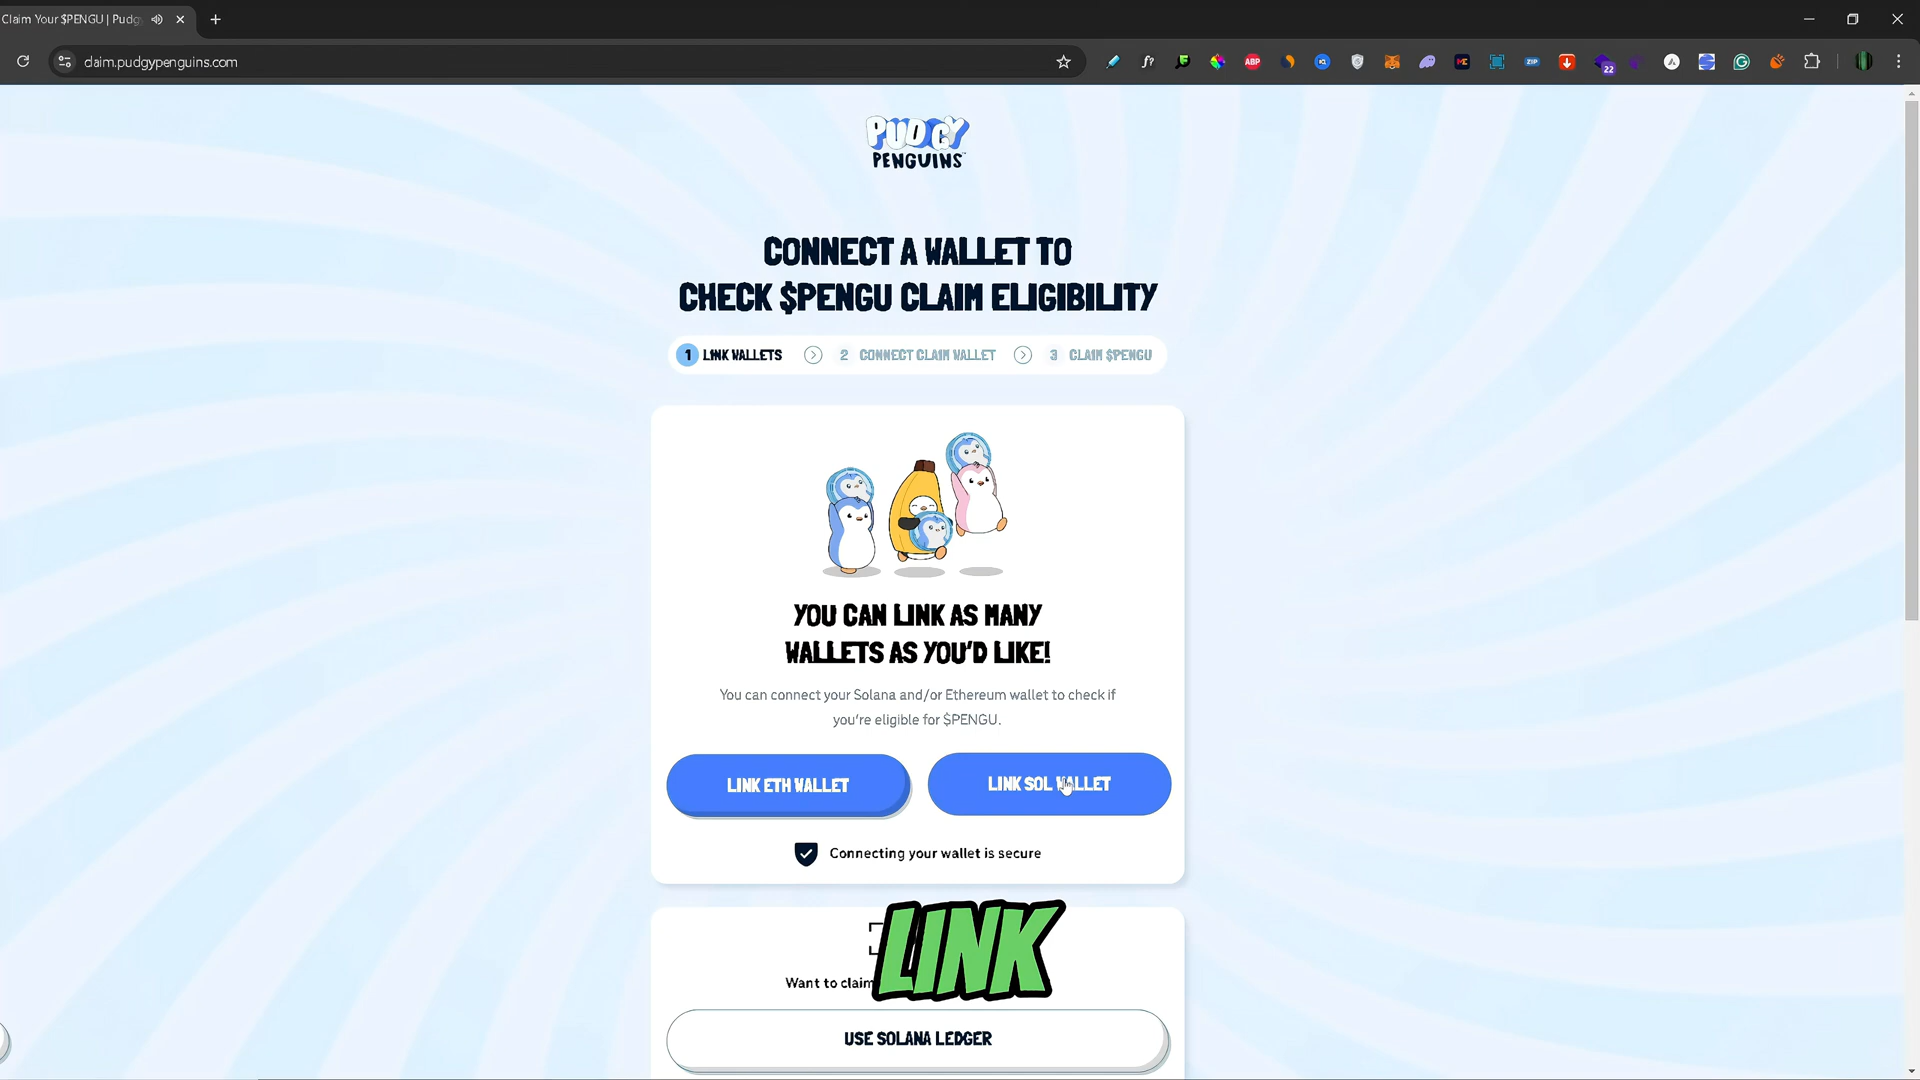 Claim Your $PENGU | Pudg
claim.pudgypenguins.com
ABP
ZIP
22
PUDGY
PENGUINS
CONNECT A WALLET TO
CHECK $PENGU CLAIM ELIGIBILITY
1 LINK WALLETS 2 CONNECT CLAIM WALLET 3 CLAIM $PENGU
YOU CAN LINK AS MANY
WALLETS AS YOU'D LIKE!
You can connect your Solana and/or Ethereum wallet to check if
you're eligible for $PENGU.
LINK ETH WALLET LINK SOL WALLET
Connecting your wallet is secure
LINK
Want to claim
USE SOLANA LEDGER